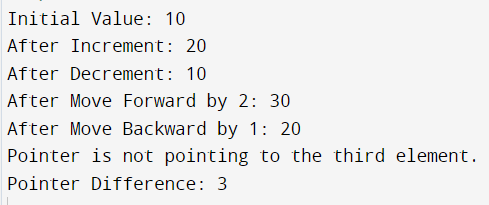 Initial Value: 10
After Increment: 20
After Decrement: 10
After Move Forward by 2: 30
After Move Backward by 1: 20
Pointer is not pointing to the third element.
Pointer Difference: 3